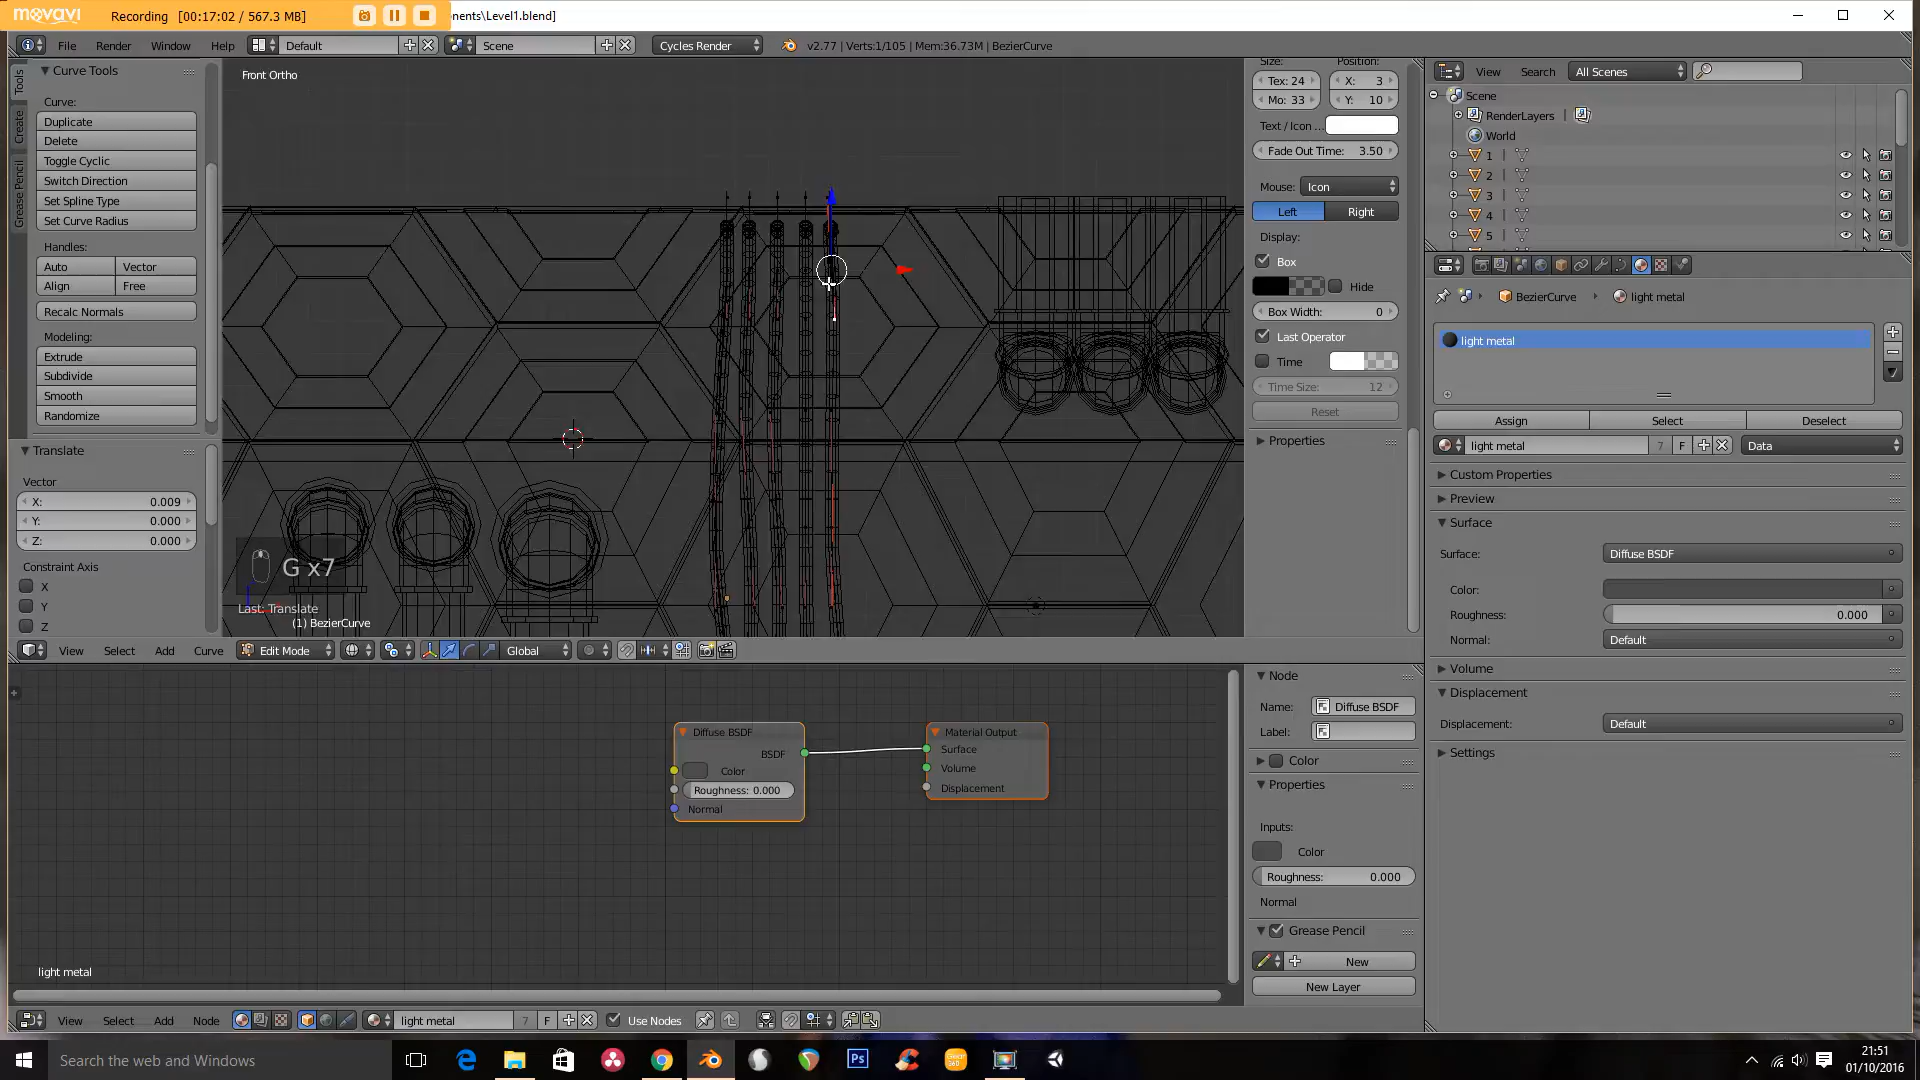 movavi
Recording [00:17:02 / 567.3 MB]
nents\Level1.blend]
File Render Window Help Default Scene Cycles Render v2.77 | Verts:1/105 | Mem:36.73M | BezierCurve
Tools
Create
Grease Pencil
Curve Tools
Curve:
Duplicate
Delete
Toggle Cyclic
Switch Direction
Set Spline Type
Set Curve Radius
Handles:
Auto Vector
Align Free
Recalc Normals
Modeling:
Extrude
Subdivide
Smooth
Randomize
Translate
Vector
X: 0.009
Y: 0.000
Z: 0.000
Constraint Axis
X
Y
Z
Front Ortho
G x7
Last: Translate
(1) BezierCurve
View Select Add Curve Edit Mode Global
Size: Position:
Tex: 24 X: 3
Mo: 33 Y: 10
Text / Icon ...
Fade Out Time: 3.50
Mouse: Icon
Left Right
Display:
Box
Hide
Box Width: 0
Last Operator
Time
Time Size: 12
Reset
Properties
View Search All Scenes
Scene
RenderLayers
World
1
2
3
4
5
BezierCurve light metal
light metal
Assign Select Deselect
light metal 7 F Data
Custom Properties
Preview
Surface
Surface: Diffuse BSDF
Color:
Roughness: 0.000
Normal: Default
Volume
Displacement
Displacement: Default
Settings
Diffuse BSDF
BSDF
Color
Roughness: 0.000
Normal
Material Output
Surface
Volume
Displacement
light metal
Node
Name: Diffuse BSDF
Label:
Color
Properties
Inputs:
Color
Roughness: 0.000
Normal
Grease Pencil
New
New Layer
View Select Add Node light metal 7 F Use Nodes
Search the web and Windows
Ps
21:51
01/10/2016